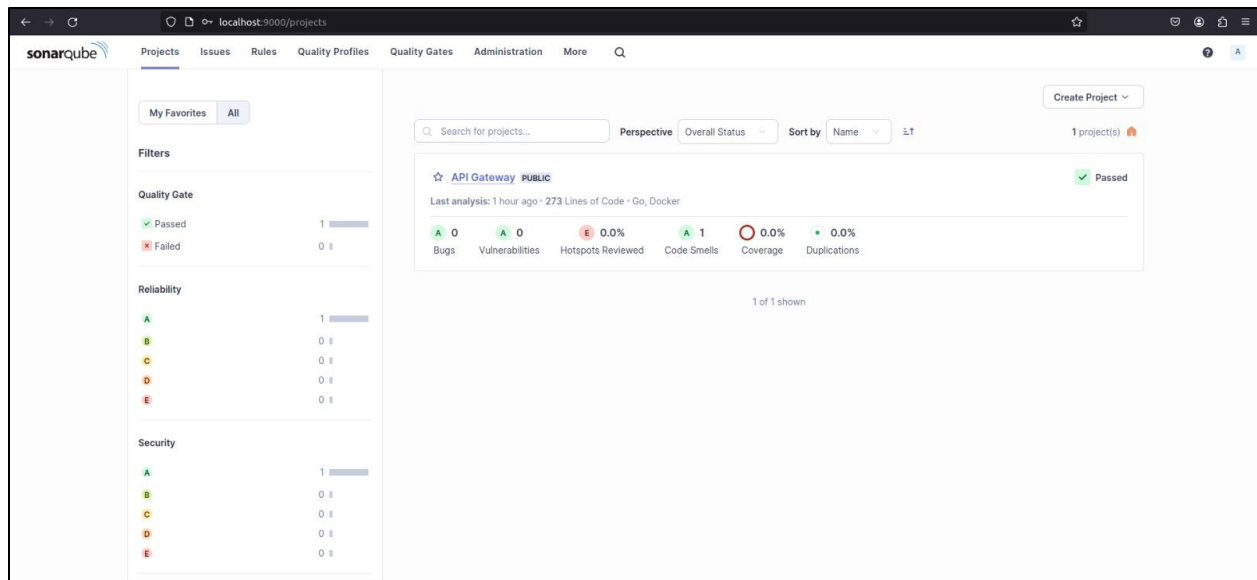 localhost:9000/projects
sonarqube Projects Issues Rules Quality Profiles Quality Gates Administration More A
My Favorites All
Filters
Quality Gate
Passed 1
Failed 0
Reliability
A 1
B 0
C 0
D 0
E 0
Security
A 1
B 0
C 0
D 0
E 0
Create Project
Search for projects... Perspective Overall Status Sort by Name 1 project(s)
API Gateway PUBLIC Passed
Last analysis: 1 hour ago • 273 Lines of Code • Go, Docker
A 0 A 0 E 0.0% A 1 0.0% 0.0%
Bugs Vulnerabilities Hotspots Reviewed Code Smells Coverage Duplications
1 of 1 shown